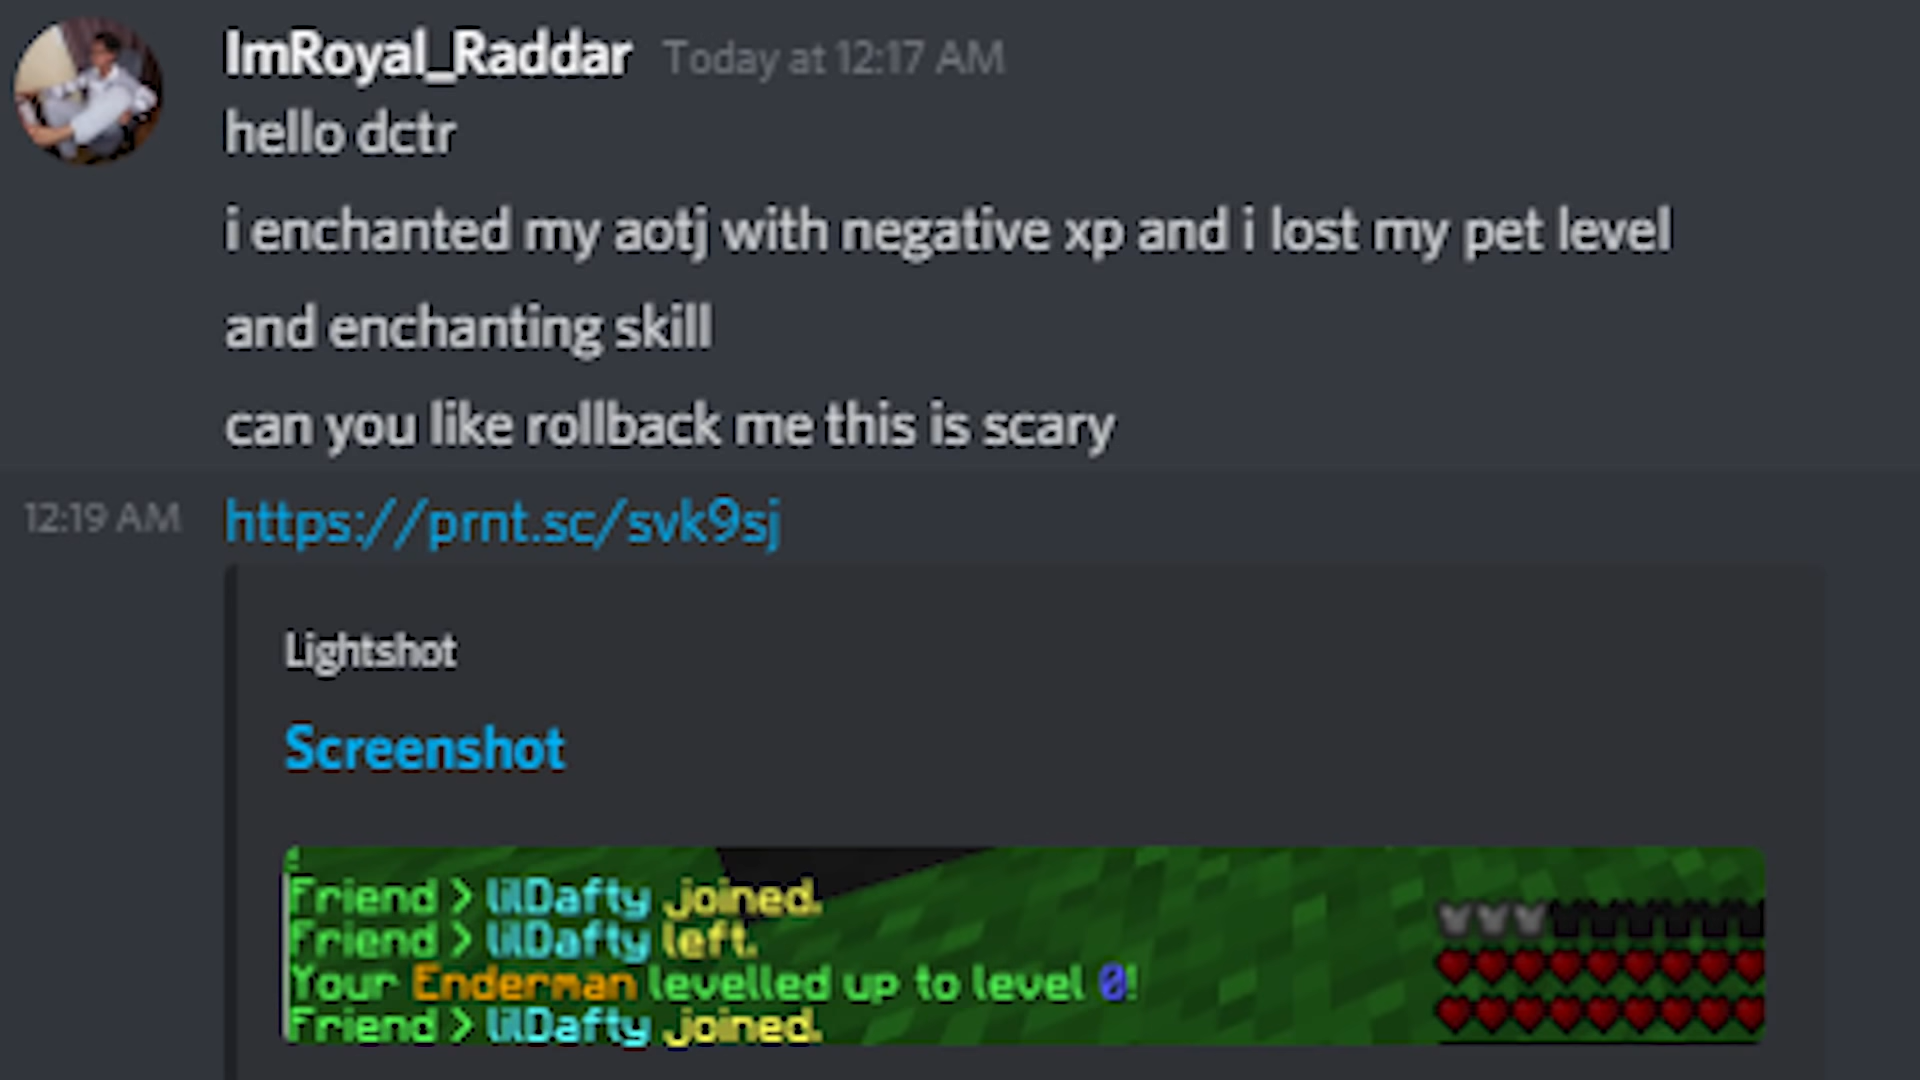 ImRoyal_Raddar Today at 12:17 AM
hello dctr
i enchanted my aotj with negative xp and i lost my pet level
and enchanting skill
can you like rollback me this is scary
12:19 AM https://prnt.sc/svk9sj
Lightshot
Screenshot
Friend > lilDafty joined.
Friend > lilDafty left.
Your Enderman levelled up to level 0!
Friend > lilDafty joined.